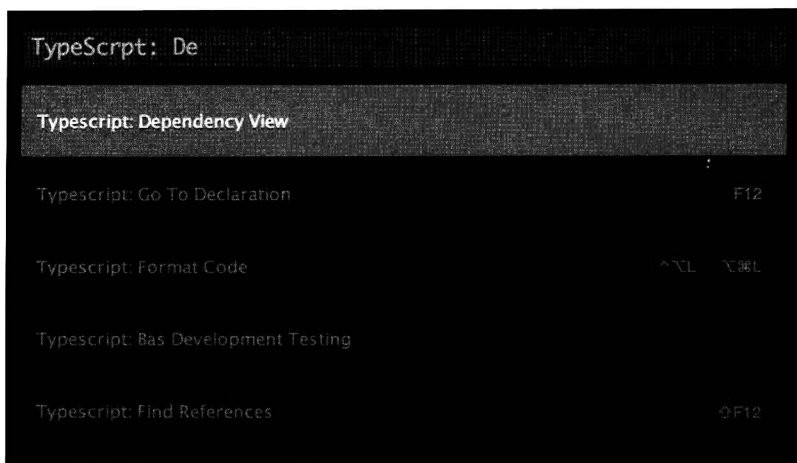 TypeScrpt: De
Typescript: Dependency View
Typescript: Go To Declaration F12
Typescript: Format Code ^⌥L ⌥⌘L
Typescript: Bas Development Testing
Typescript: Find References ⇧F12